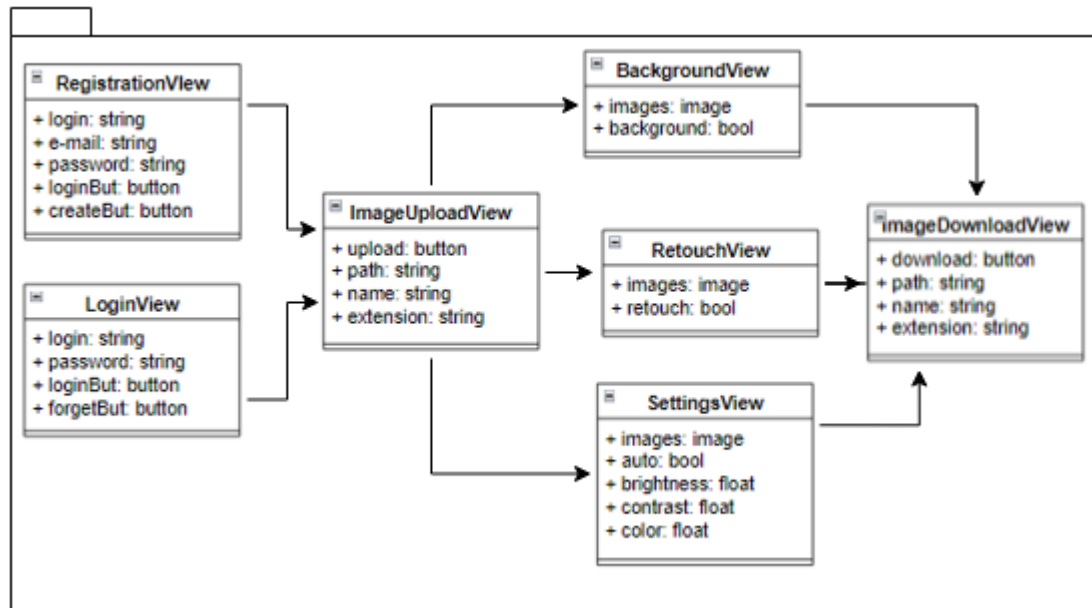 RegistrationVIew
+ login: string
+ e-mail: string
+ password: string
+ loginBut: button
+ createBut: button
LoginView
+ login: string
+ password: string
+ loginBut: button
+ forgetBut: button
ImageUploadView
+ upload: button
+ path: string
+ name: string
+ extension: string
BackgroundView
+ images: image
+ background: bool
RetouchView
+ images: image
+ retouch: bool
SettingsView
+ images: image
+ auto: bool
+ brightness: float
+ contrast: float
+ color: float
imageDownloadView
+ download: button
+ path: string
+ name: string
+ extension: string